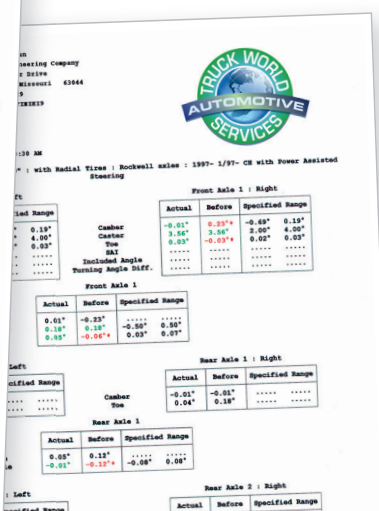 neering Company
r Drive
Missouri 63044
TRUCK WORLD
AUTOMOTIVE
SERVICES
:38 AM
" : with Radial Tires : Rockwell axles : 1997- 1/97- CH with Power Assisted
Steering
ft
Front Axle 1 : Right
ied Range
Actual Before Specified Range
0.19° Camber -0.01° 0.23°* -0.69° 0.19°
4.00° Caster 3.56° 3.56° 2.00° 4.00°
0.03° Toe 0.03° -0.03°* 0.02° 0.03°
..... SAI ..... ..... ..... .....
..... Included Angle ..... ..... ..... .....
..... Turning Angle Diff. ..... ..... ..... .....
Front Axle 1
Actual Before Specified Range
0.01° -0.23° ..... .....
0.18° 0.18° -0.50° 0.50°
0.05° -0.06°* 0.03° 0.07°
Left
Rear Axle 1 : Right
cified Range
Actual Before Specified Range
.... ..... Camber -0.01° -0.01° ..... .....
.... ..... Toe 0.04° 0.18° ..... .....
Rear Axle 1
Actual Before Specified Range
0.05° 0.12° ..... .....
-0.01° -0.12°* -0.08° 0.08°
: Left
Rear Axle 2 : Right
ecified Range
Actual Before Specified Range